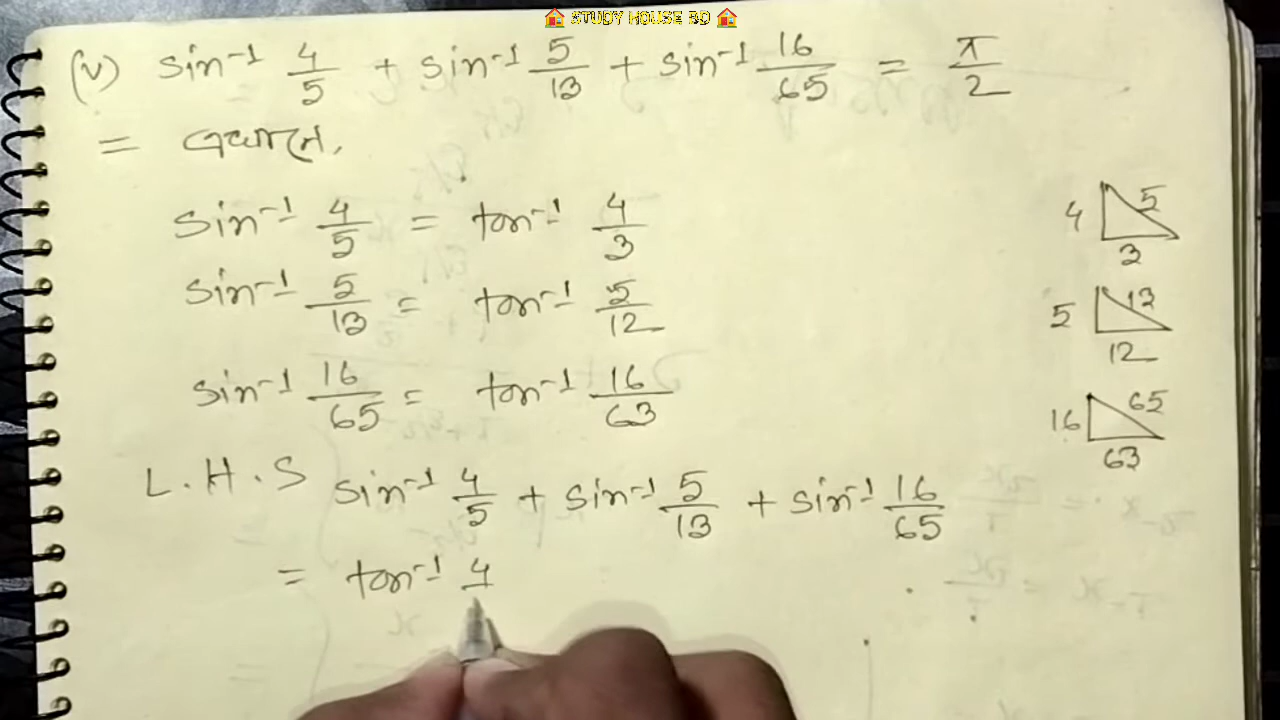 🏠 STUDY HOUSE BD 🏠
(v) sin⁻¹ 4/5 + sin⁻¹ 5/13 + sin⁻¹ 16/65 = π/2
= এখানে,
sin⁻¹ 4/5 = tan⁻¹ 4/3
4 5 3
sin⁻¹ 5/13 = tan⁻¹ 5/12
5 13 12
sin⁻¹ 16/65 = tan⁻¹ 16/63
16 65 63
L.H.S sin⁻¹ 4/5 + sin⁻¹ 5/13 + sin⁻¹ 16/65
= tan⁻¹ 4